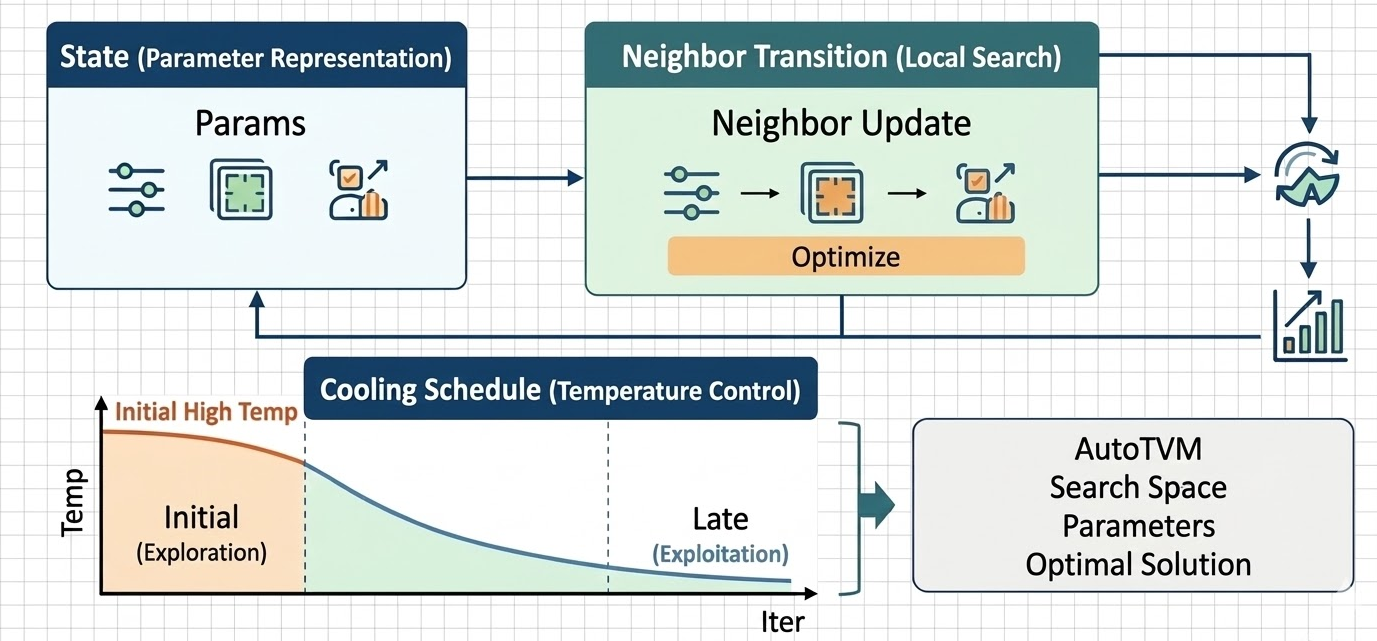 State (Parameter Representation)
Params
Neighbor Transition (Local Search)
Neighbor Update
Optimize
Cooling Schedule (Temperature Control)
Initial High Temp
Temp
Initial
(Exploration)
Late
(Exploitation)
Iter
AutoTVM
Search Space
Parameters
Optimal Solution